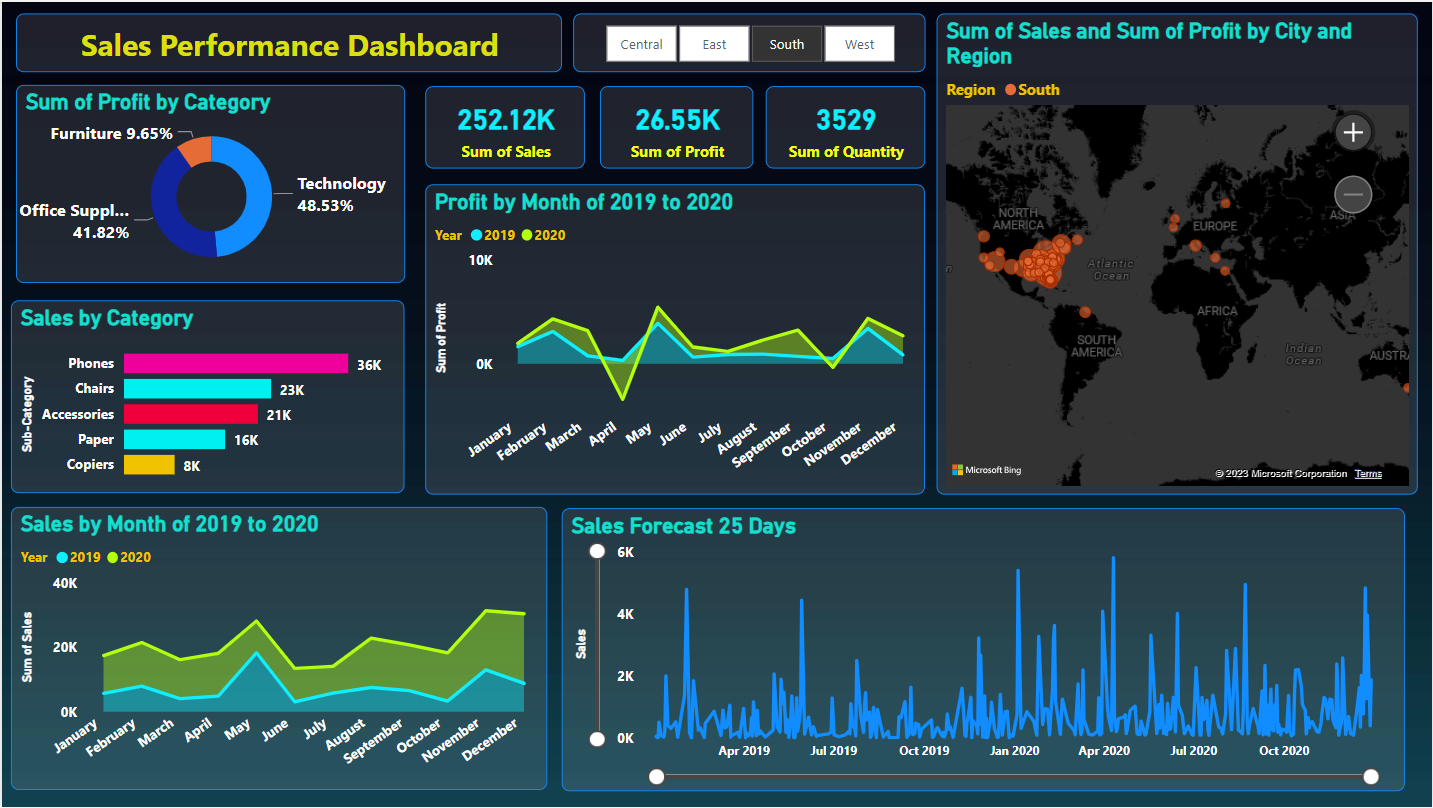 Sales Performance Dashboard
Central
East
South
West
Sum of Sales and Sum of Profit by City and
Region
Region South
Sum of Profit by Category
Furniture 9.65%
Technology
48.53%
Office Suppl...
41.82%
252.12K
Sum of Sales
26.55K
Sum of Profit
3529
Sum of Quantity
Profit by Month of 2019 to 2020
Year 2019 2020
10K
0K
Sum of Profit
January
February
March
April
May
June
July
August
September
October
November
December
NORTH
AMERICA
EUROPE
ASIA
Atlantic
Ocean
AFRICA
SOUTH
AMERICA
Indian
Ocean
AUSTRA
Microsoft Bing
© 2023 Microsoft Corporation Terms
Sales by Category
Sub-Category
Phones
36K
Chairs
23K
Accessories
21K
Paper
16K
Copiers
8K
Sales by Month of 2019 to 2020
Year 2019 2020
40K
20K
0K
Sum of Sales
January
February
March
April
May
June
July
August
September
October
November
December
Sales Forecast 25 Days
6K
4K
2K
0K
Sales
Apr 2019
Jul 2019
Oct 2019
Jan 2020
Apr 2020
Jul 2020
Oct 2020